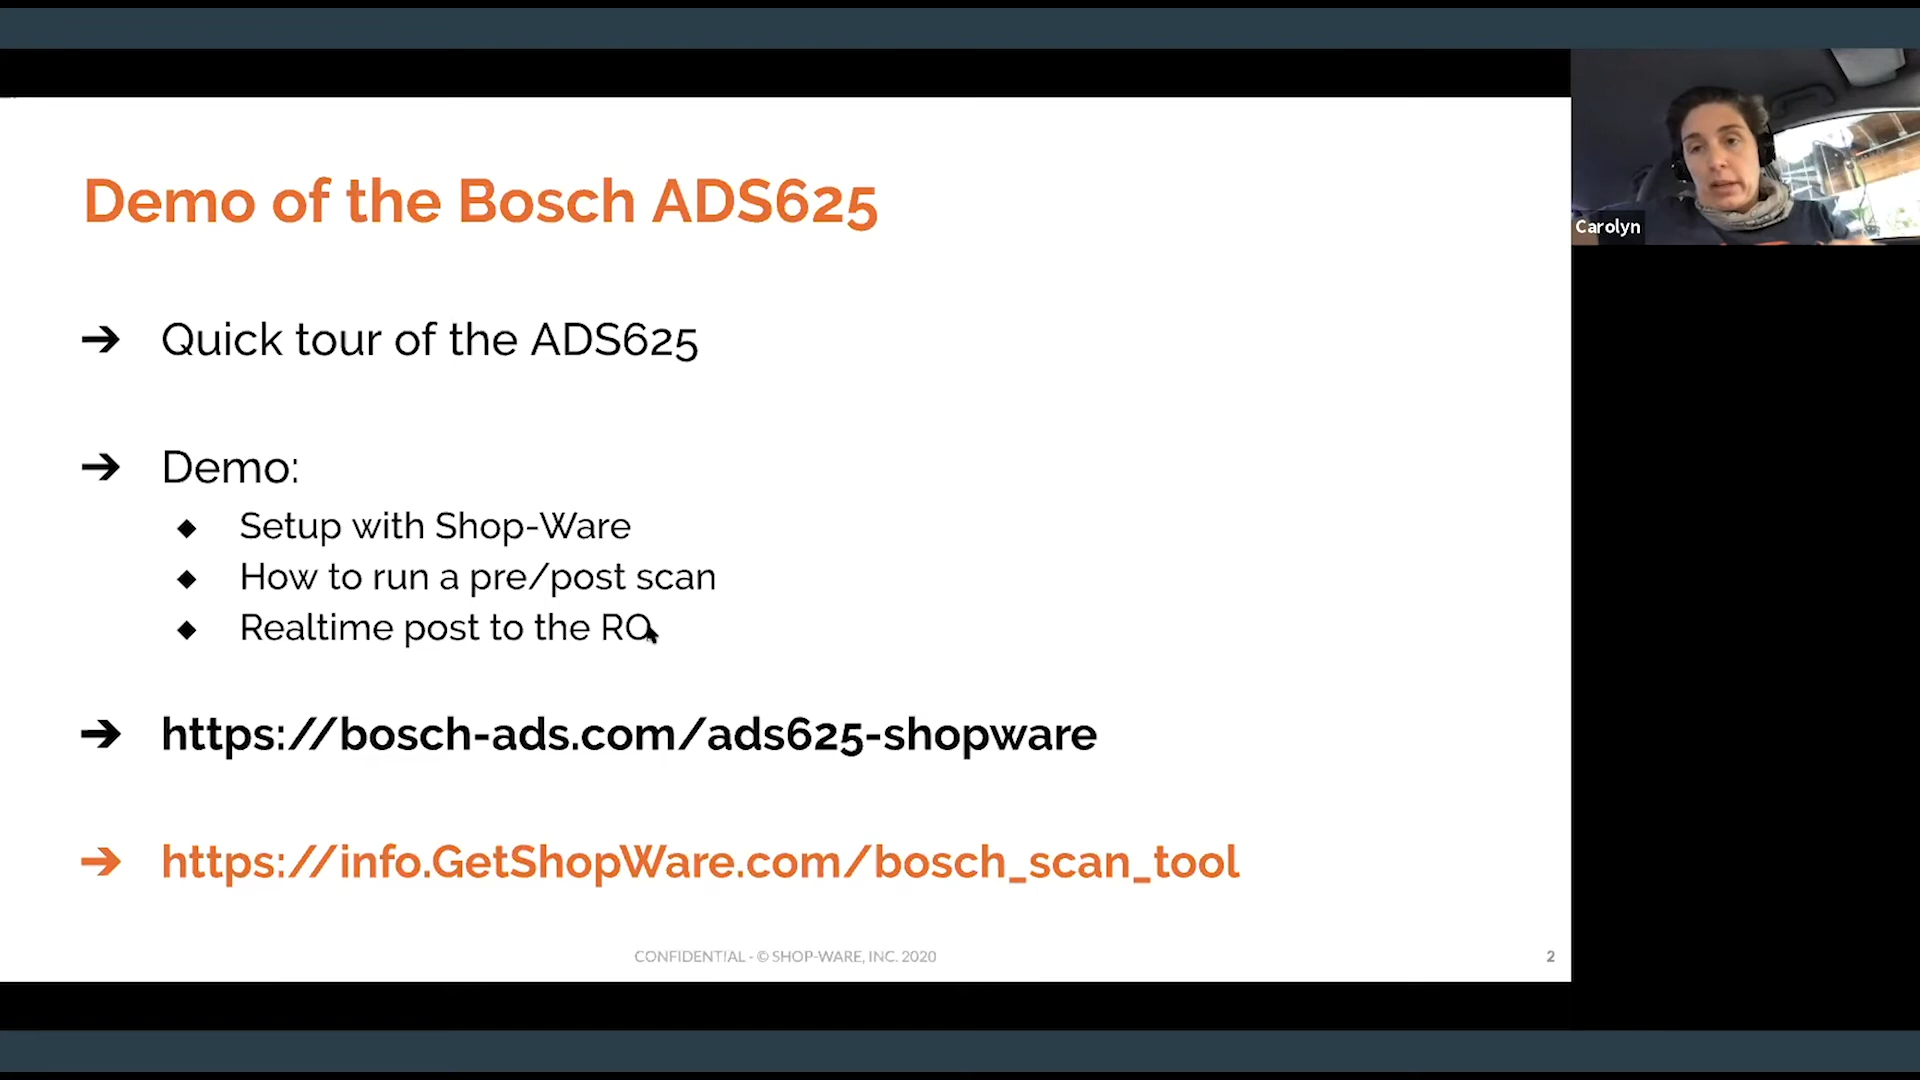 Demo of the Bosch ADS625
Carolyn
➔ Quick tour of the ADS625
➔ Demo:
◆ Setup with Shop-Ware
◆ How to run a pre/post scan
◆ Realtime post to the RO
➔ https://bosch-ads.com/ads625-shopware
➔ https://info.GetShopWare.com/bosch_scan_tool
CONFIDENTIAL - © SHOP-WARE, INC. 2020
2